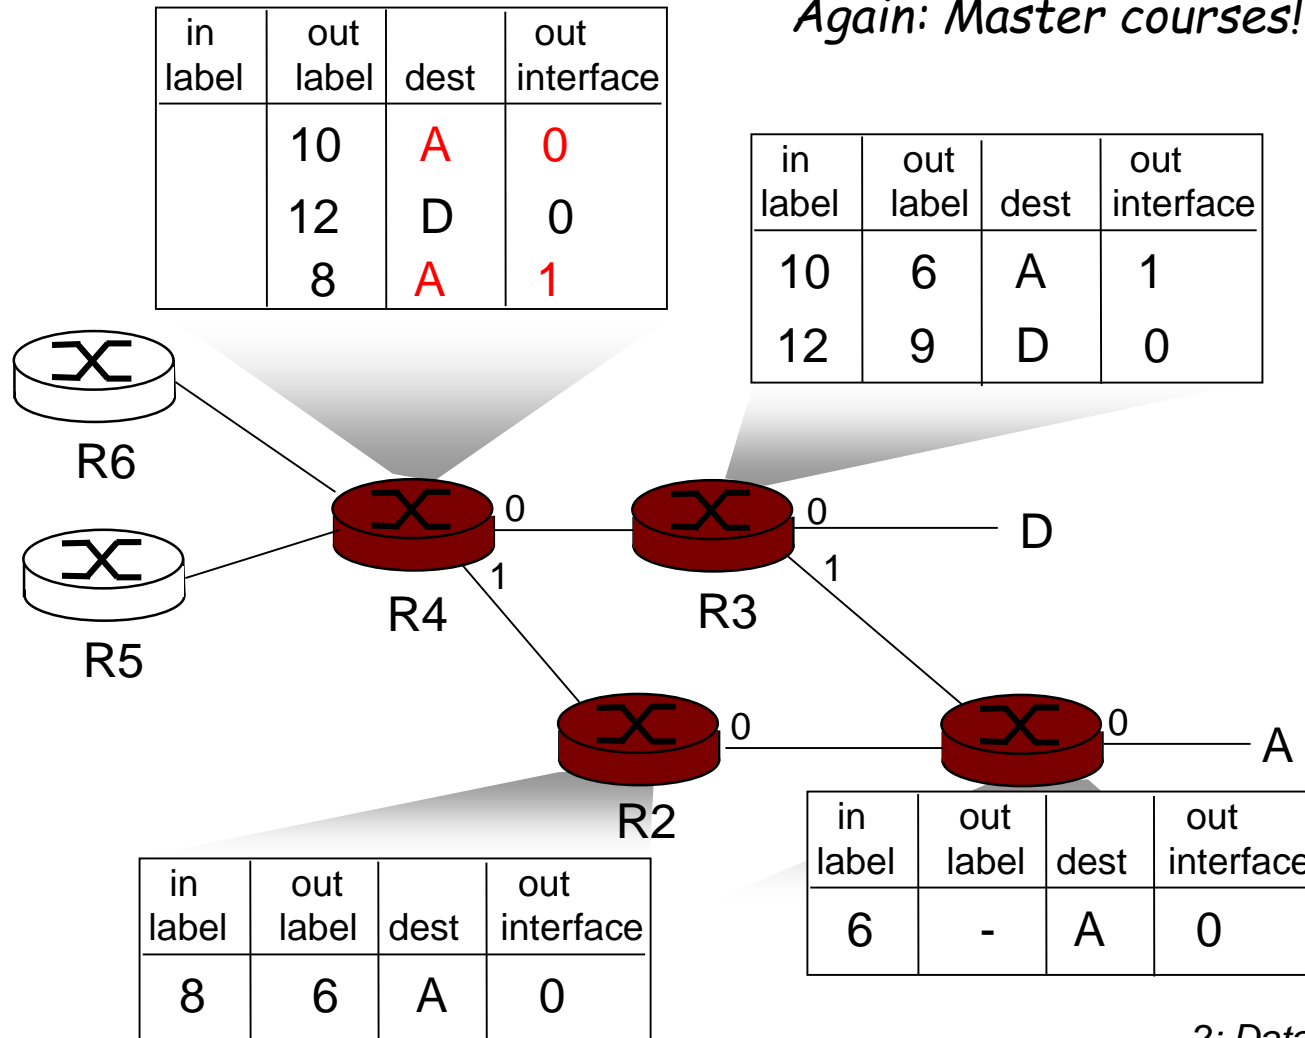 Again: Master courses!
in out out
label label dest interface
10 A 0
12 D 0
8 A 1
in out out
label label dest interface
10 6 A 1
12 9 D 0
R6
R5
R4
0
1
R3
0
1
D
R2
0
0
A
in out out
label label dest interface
8 6 A 0
in out out
label label dest interface
6 - A 0